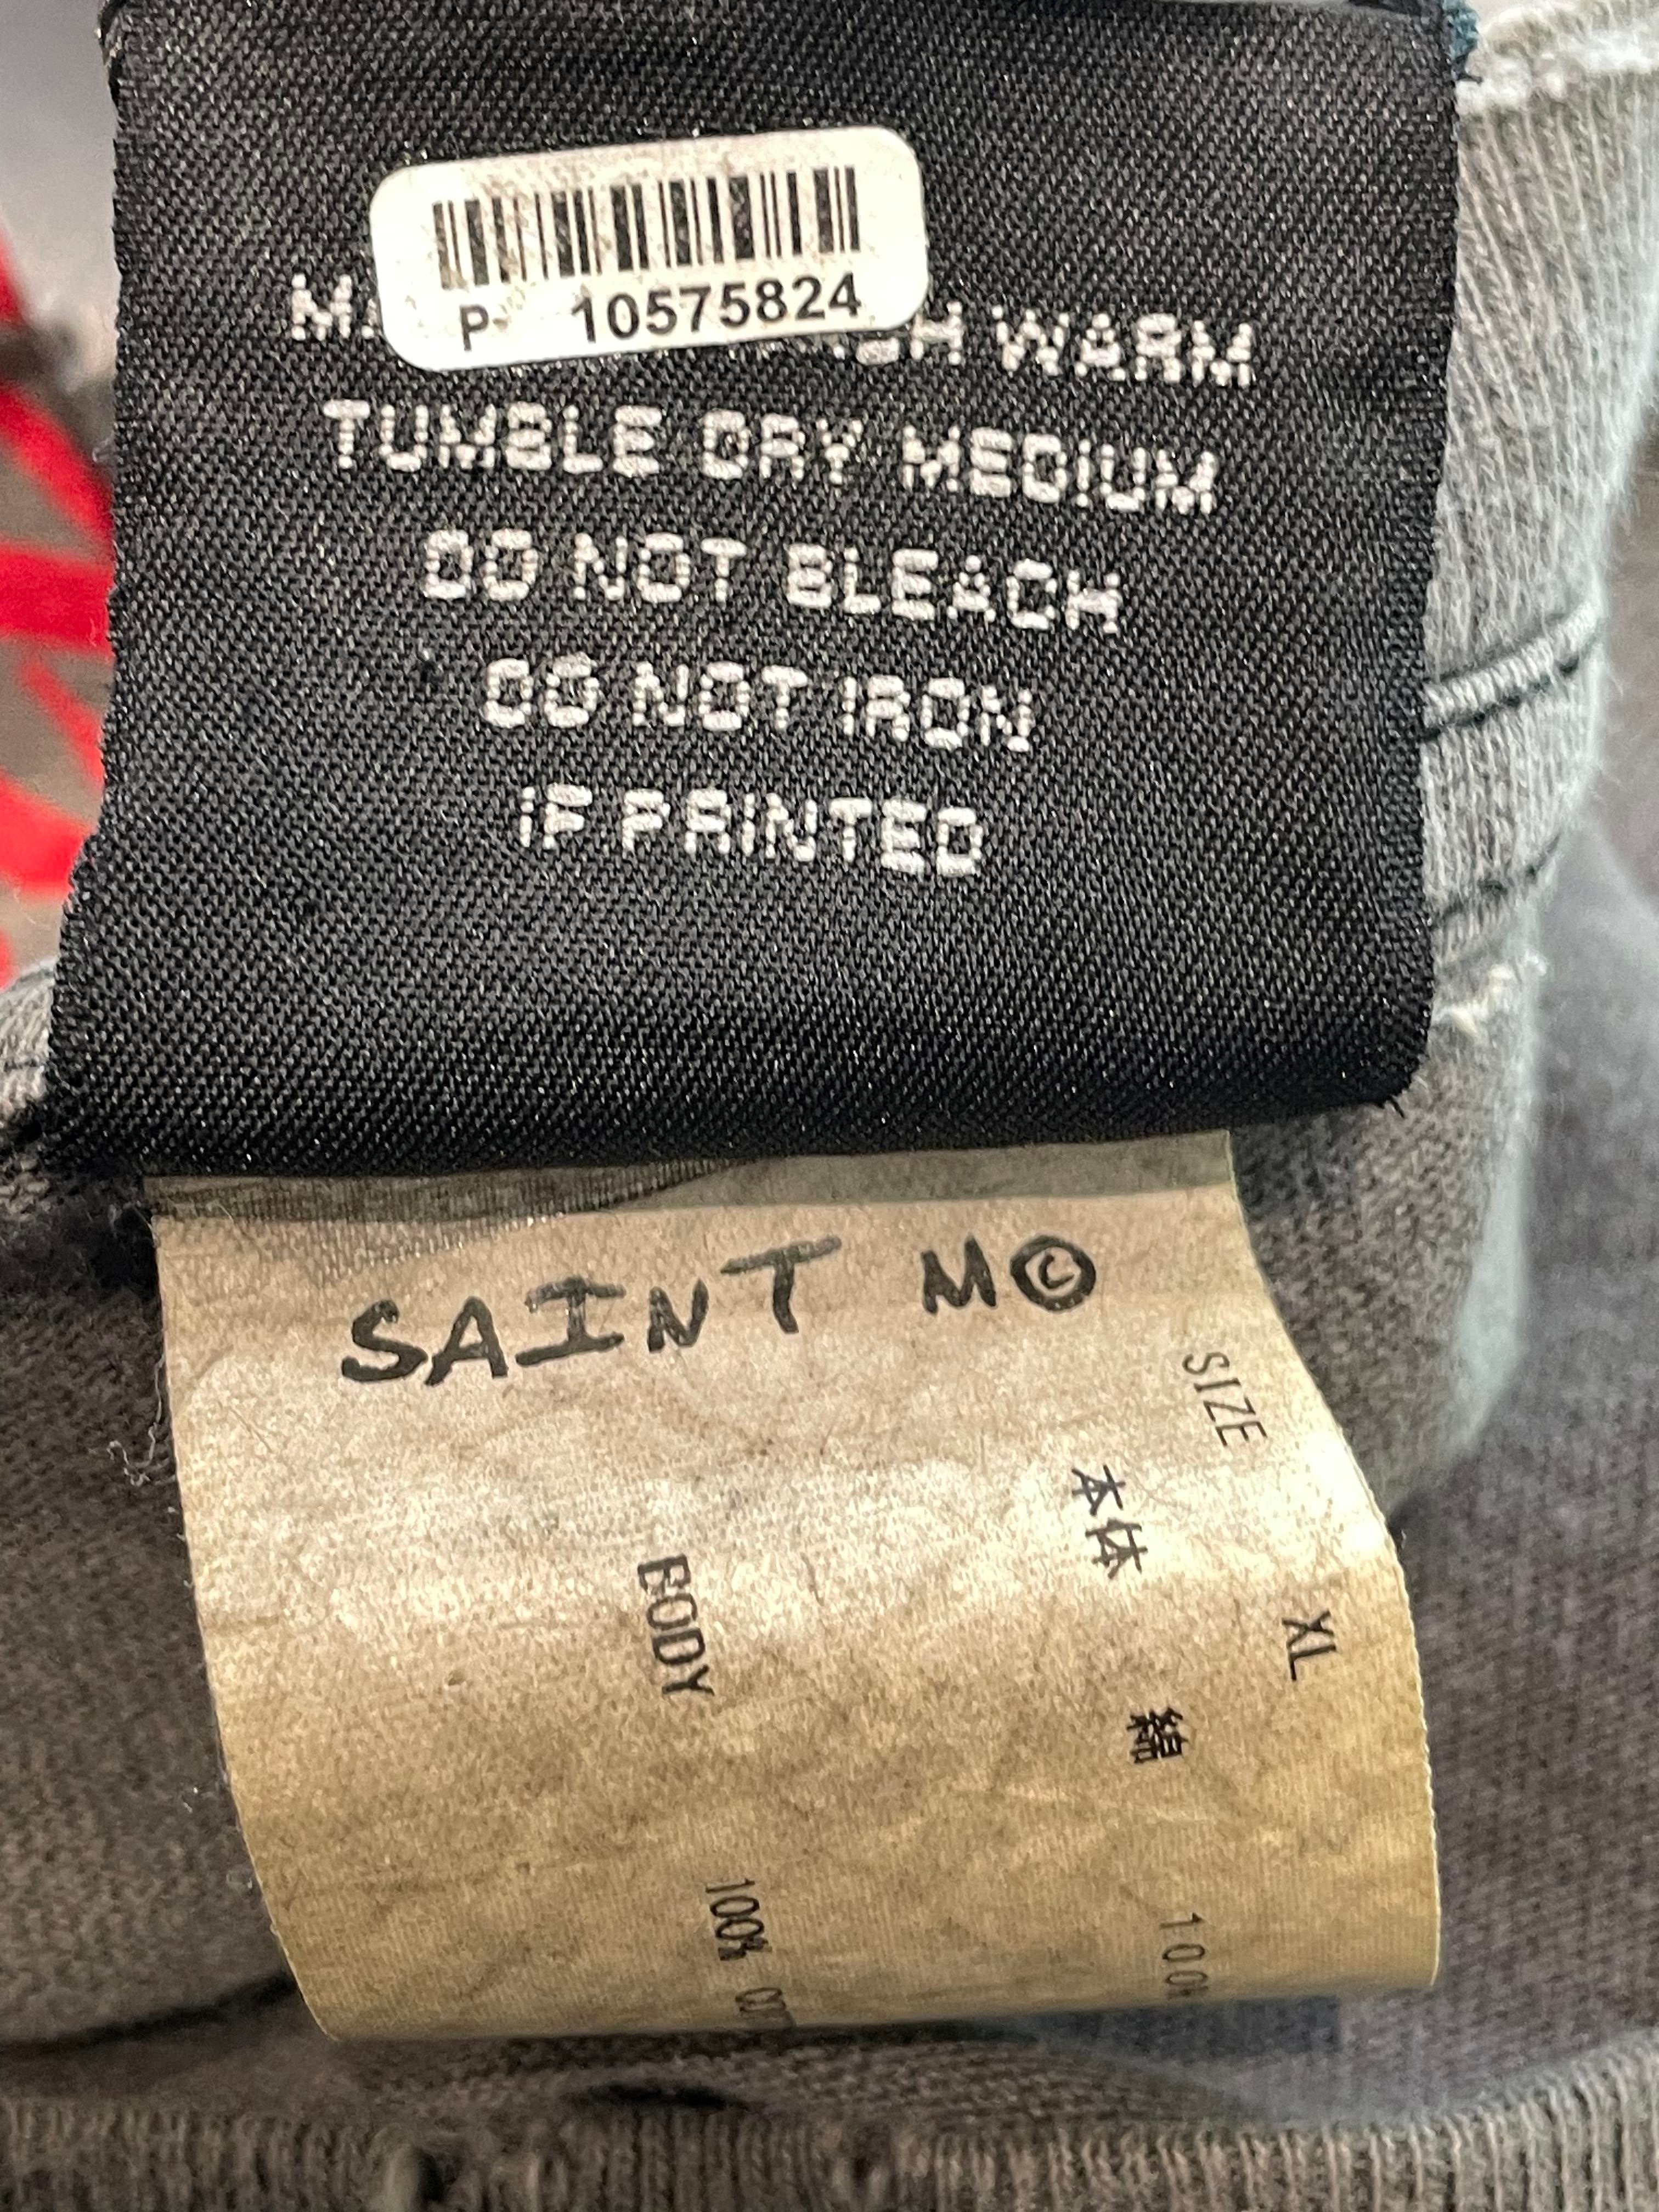 P- 10575824
WARM
TUMBLE DRY MEDIUM
DO NOT BLEACH
DO NOT IRON
IF PRINTED
SAINT M©
SIZE XL
本体 綿 100%
BODY 100%